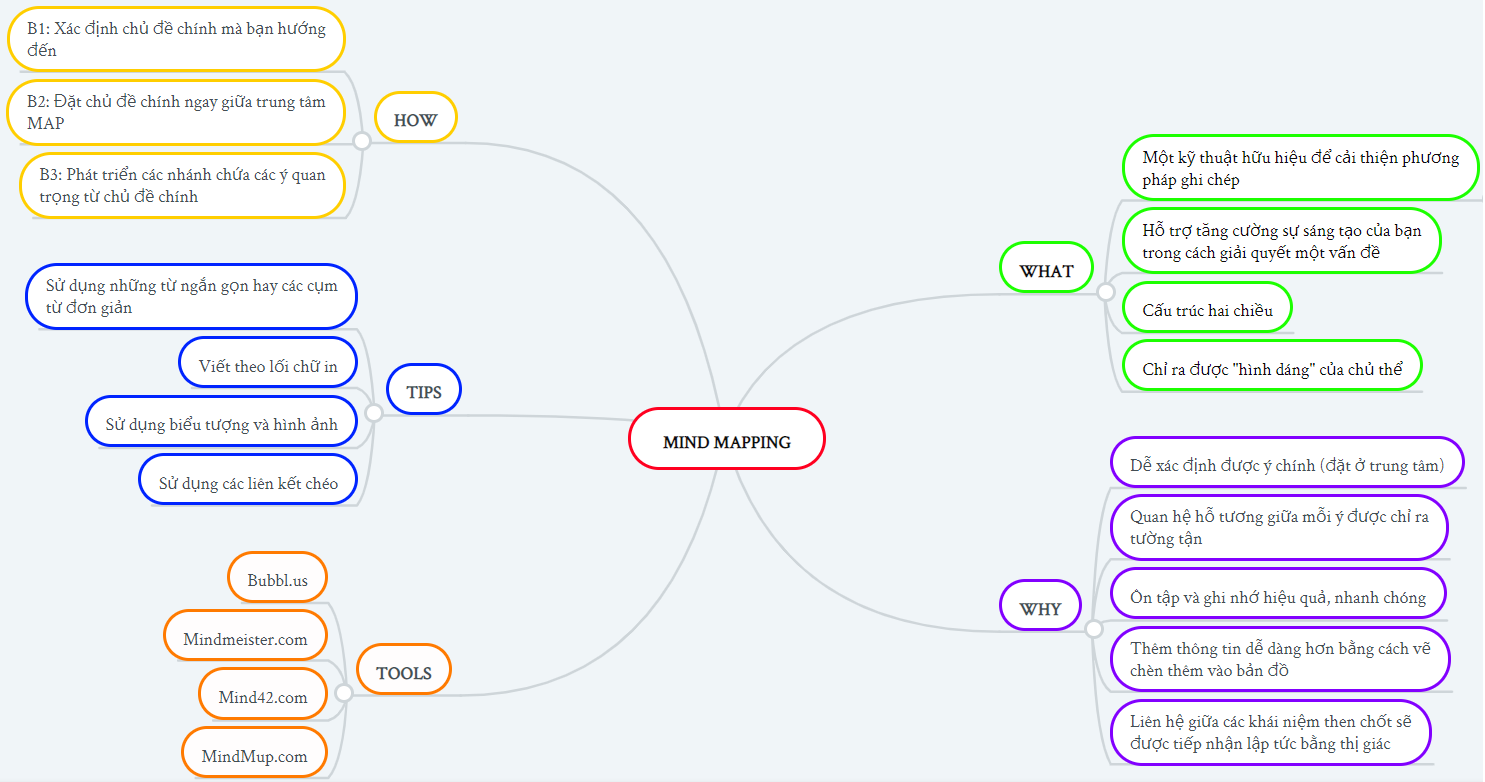 B1: Xác định chủ đề chính mà bạn hướng
đến
B2: Đặt chủ đề chính ngay giữa trung tâm
MAP
B3: Phát triển các nhánh chứa các ý quan
trọng từ chủ đề chính
HOW
Sử dụng những từ ngắn gọn hay các cụm
từ đơn giản
Viết theo lối chữ in
Sử dụng biểu tượng và hình ảnh
Sử dụng các liên kết chéo
TIPS
Bubbl.us
Mindmeister.com
Mind42.com
MindMup.com
TOOLS
MIND MAPPING
WHAT
Một kỹ thuật hữu hiệu để cải thiện phương
pháp ghi chép
Hỗ trợ tăng cường sự sáng tạo của bạn
trong cách giải quyết một vấn đề
Cấu trúc hai chiều
Chỉ ra được "hình dáng" của chủ thể
WHY
Dễ xác định được ý chính (đặt ở trung tâm)
Quan hệ hỗ tương giữa mỗi ý được chỉ ra
tường tận
Ôn tập và ghi nhớ hiệu quả, nhanh chóng
Thêm thông tin dễ dàng hơn bằng cách vẽ
chèn thêm vào bản đồ
Liên hệ giữa các khái niệm then chốt sẽ
được tiếp nhận lập tức bằng thị giác